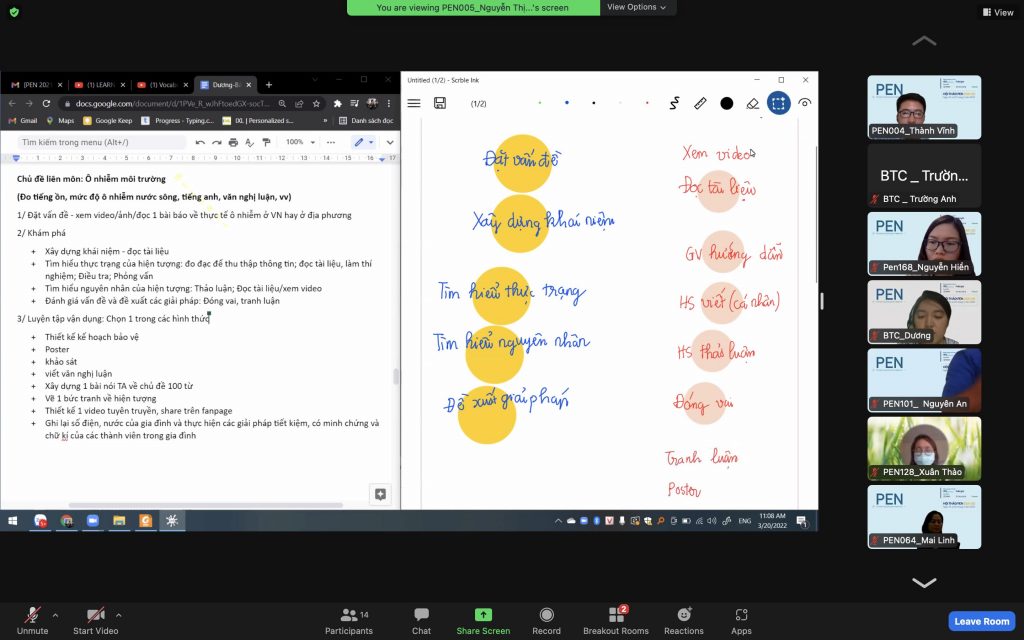 You are viewing PEN005_Nguyễn Thị...'s screen
View Options
View
[PEN 202
(1) LEARN
(1) Vocab
Dương-B
docs.google.com/document/d/1PVe_R_wJhFtoedGX-socT...
Gmail
Maps
Google Keep
Progress - Typing.c...
IXL | Personalized s...
Danh sách đọc
Tìm kiếm trong menu (Alt+/)
100%
Chủ đề liên môn: Ô nhiễm môi trường
(Đo tiếng ồn, mức độ ô nhiễm nước sông, tiếng anh, văn nghị luận, vv)
1/ Đặt vấn đề - xem video/ảnh/đọc 1 bài báo về thực tế ô nhiễm ở VN hay ở địa phương
2/ Khám phá
+ Xây dựng khái niệm - đọc tài liệu
+ Tìm hiểu thực trạng của hiện tượng: đo đạc để thu thập thông tin; đọc tài liệu, làm thí
nghiệm; Điều tra; Phỏng vấn
+ Tìm hiểu nguyên nhân của hiện tượng: Thảo luận; Đọc tài liệu/xem video
+ Đánh giá vấn đề và đề xuất các giải pháp: Đóng vai, tranh luận
3/ Luyện tập vận dụng: Chọn 1 trong các hình thức
+ Thiết kế kế hoạch bảo vệ
+ Poster
+ khảo sát
+ viết văn nghị luận
+ Xây dựng 1 bài nói TA về chủ đề 100 từ
+ Vẽ 1 bức tranh về hiện tượng
+ Thiết kế 1 video tuyên truyền, share trên fanpage
+ Ghi lại số điện, nước của gia đình và thực hiện các giải pháp tiết kiệm, có minh chứng và
chữ kí của các thành viên trong gia đình
Untitled (1/2) - Scrble Ink
(1/2)
Đặt vấn đề
Xây dựng khái niệm
Tìm hiểu thực trạng
Tìm hiểu nguyên nhân
Đề xuất giải pháp
Xem video
Đọc tài liệu
GV hướng dẫn
HS viết (cá nhân)
HS thảo luận
Đóng vai
Tranh luận
Poster
ENG
11:08 AM
3/20/2022
PEN
PEN004_Thành Vĩnh
BTC _ Trườn...
BTC _ Trường Anh
PEN
Pen168_Nguyễn Hiền
PEN
BTC_Dương
PEN
PEN101_ Nguyên An
PEN128_Xuân Thảo
PEN
PEN064_Mai Linh
Unmute
Start Video
Participants
14
Chat
Share Screen
Record
Breakout Rooms
2
Reactions
Apps
Leave Room